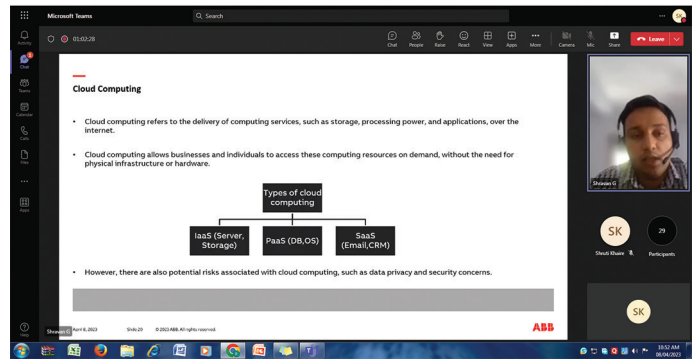 Microsoft Teams
Search
SK
Activity
Chat
Teams
Calendar
Calls
Files
Apps
Help
01:02:28
Chat People Raise React View Apps More Camera Mic Share Leave
Cloud Computing
• Cloud computing refers to the delivery of computing services, such as storage, processing power, and applications, over the
internet.
• Cloud computing allows businesses and individuals to access these computing resources on demand, without the need for
physical infrastructure or hardware.
Types of cloud
computing
IaaS (Server,
Storage)
PaaS (DB,OS)
SaaS
(Email,CRM)
• However, there are also potential risks associated with cloud computing, such as data privacy and security concerns.
Shravan G
April 8, 2023
Slide 20
© 2023 ABB. All rights reserved.
ABB
Shravan G
SK
Shruti Khaire
29
Participants
SK
10:52 AM
08/04/2023